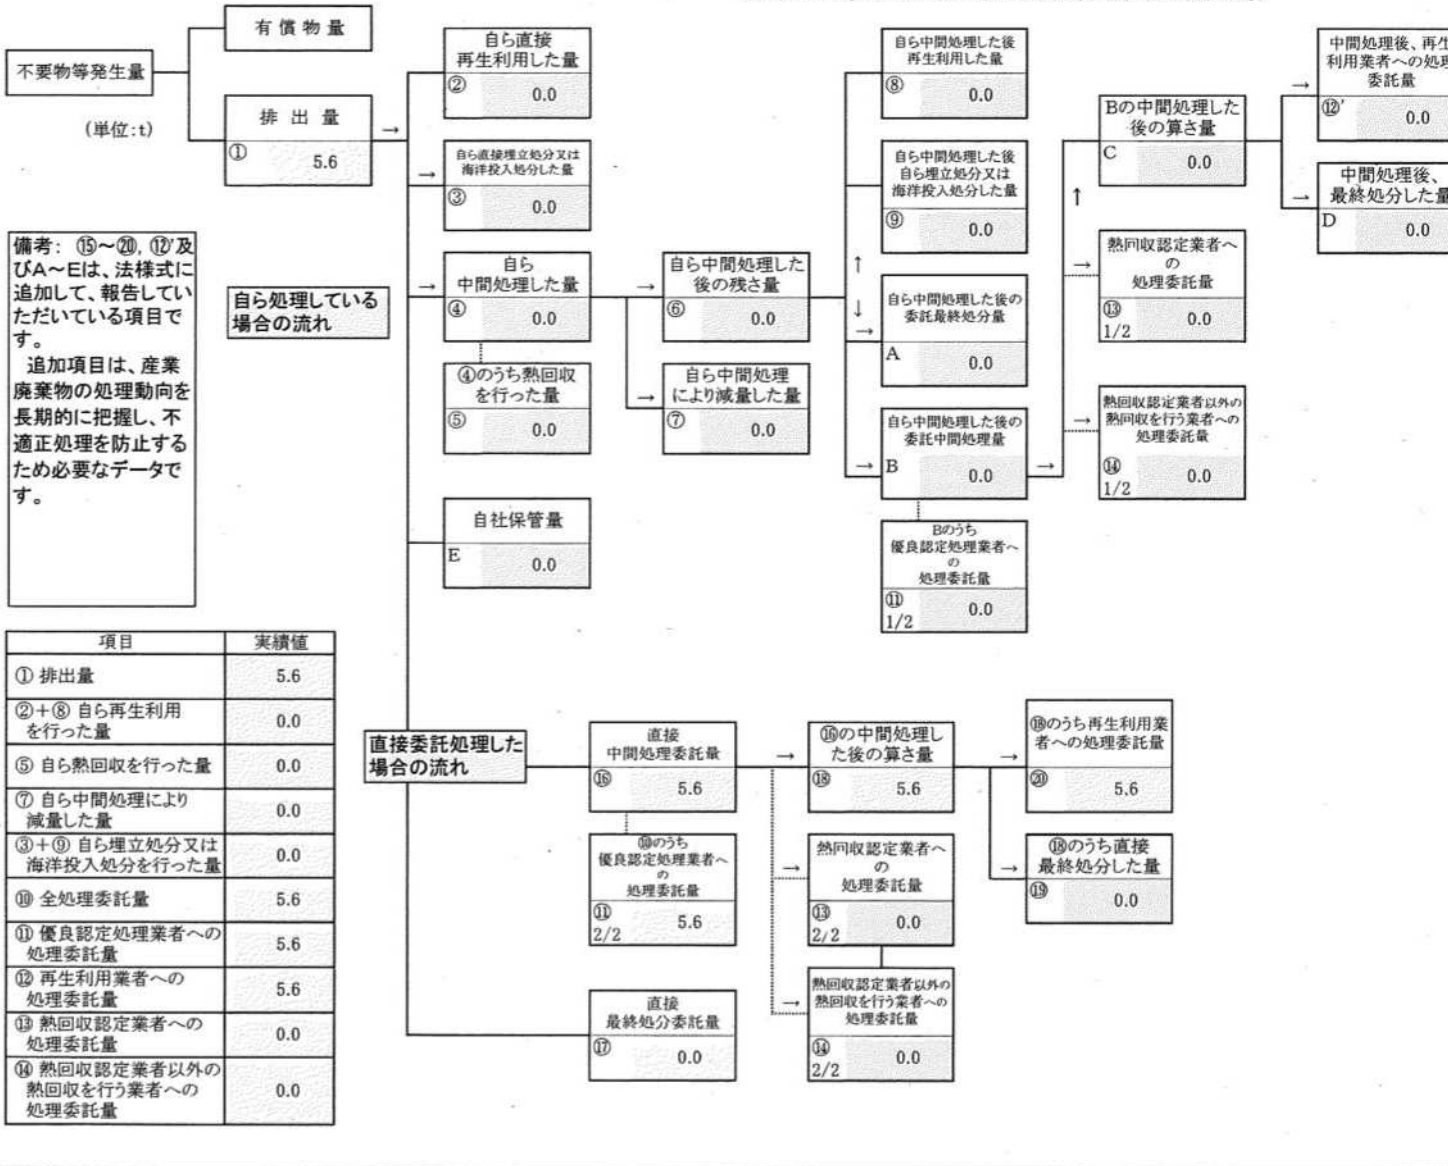 有償物量
不要物等発生量
(単位:t)
排出量
① 5.6
→
自ら直接
再生利用した量
② 0.0
→
自ら直接埋立処分又は
海洋投入処分した量
③ 0.0
→
自ら
中間処理した量
④ 0.0
④のうち熱回収
を行った量
⑤ 0.0
→
自ら中間処理した
後の残さ量
⑥ 0.0
→
自ら中間処理
により減量した量
⑦ 0.0
自ら中間処理した後
再生利用した量
⑧ 0.0
自ら中間処理した後
自ら埋立処分又は
海洋投入処分した量
⑨ 0.0
↑
↓
→
自ら中間処理した後の
委託最終処分量
A 0.0
→
自ら中間処理した後の
委託中間処理量
B 0.0
→
Bのうち
優良認定処理業者へ
の
処理委託量
⑪
1/2 0.0
Bの中間処理した
後の算さ量
C 0.0
↑
→
熱回収認定業者へ
の
処理委託量
⑬
1/2 0.0
→
熱回収認定業者以外の
熱回収を行う業者への
処理委託量
⑭
1/2 0.0
→
中間処理後、再生
利用業者への処理
委託量
⑫' 0.0
→
中間処理後、
最終処分した量
D 0.0
備考: ⑮～⑳, ⑫'及
びA～Eは、法様式に
追加して、報告してい
ただいている項目で
す。
追加項目は、産業
廃棄物の処理動向を
長期的に把握し、不
適正処理を防止する
ため必要なデータで
す。
自ら処理している
場合の流れ
自社保管量
E 0.0
項目 実績値
① 排出量 5.6
②+⑧ 自ら再生利用
を行った量 0.0
⑤ 自ら熱回収を行った量 0.0
⑦ 自ら中間処理により
減量した量 0.0
③+⑨ 自ら埋立処分又は
海洋投入処分を行った量 0.0
⑩ 全処理委託量 5.6
⑪ 優良認定処理業者への
処理委託量 5.6
⑫ 再生利用業者への
処理委託量 5.6
⑬ 熱回収認定業者への
処理委託量 0.0
⑭ 熱回収認定業者以外の
熱回収を行う業者への
処理委託量 0.0
直接委託処理した
場合の流れ
直接
中間処理委託量
⑯ 5.6
⑩のうち
優良認定処理業者へ
の
処理委託量
⑪
2/2 5.6
直接
最終処分委託量
⑰ 0.0
→
⑯の中間処理し
た後の算さ量
⑱ 5.6
→
熱回収認定業者へ
の
処理委託量
⑬
2/2 0.0
→
熱回収認定業者以外の
熱回収を行う業者への
処理委託量
⑭
2/2 0.0
→
⑱のうち再生利用業
者への処理委託量
⑳ 5.6
→
⑱のうち直接
最終処分した量
⑲ 0.0